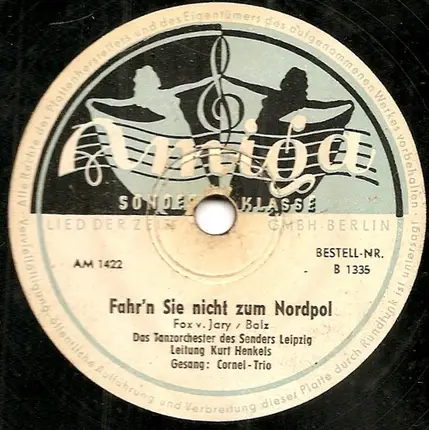 Alle Rechte des Plattenherstellers und des Eigentümers des aufgenommenen Werkes vorbehalten · Vervielfältigung, öffentliche Aufführung und Verbreitung dieser Platte durch Rundfunk ist untersagt
Amiga
SONDER KLASSE
LIED DER ZEIT GMBH·BERLIN
AM 1422
BESTELL-NR.
B 1335
Fahr'n Sie nicht zum Nordpol
Fox v. Jary / Balz
Das Tanzorchester des Senders Leipzig
Leitung Kurt Henkels
Gesang: Cornel-Trio